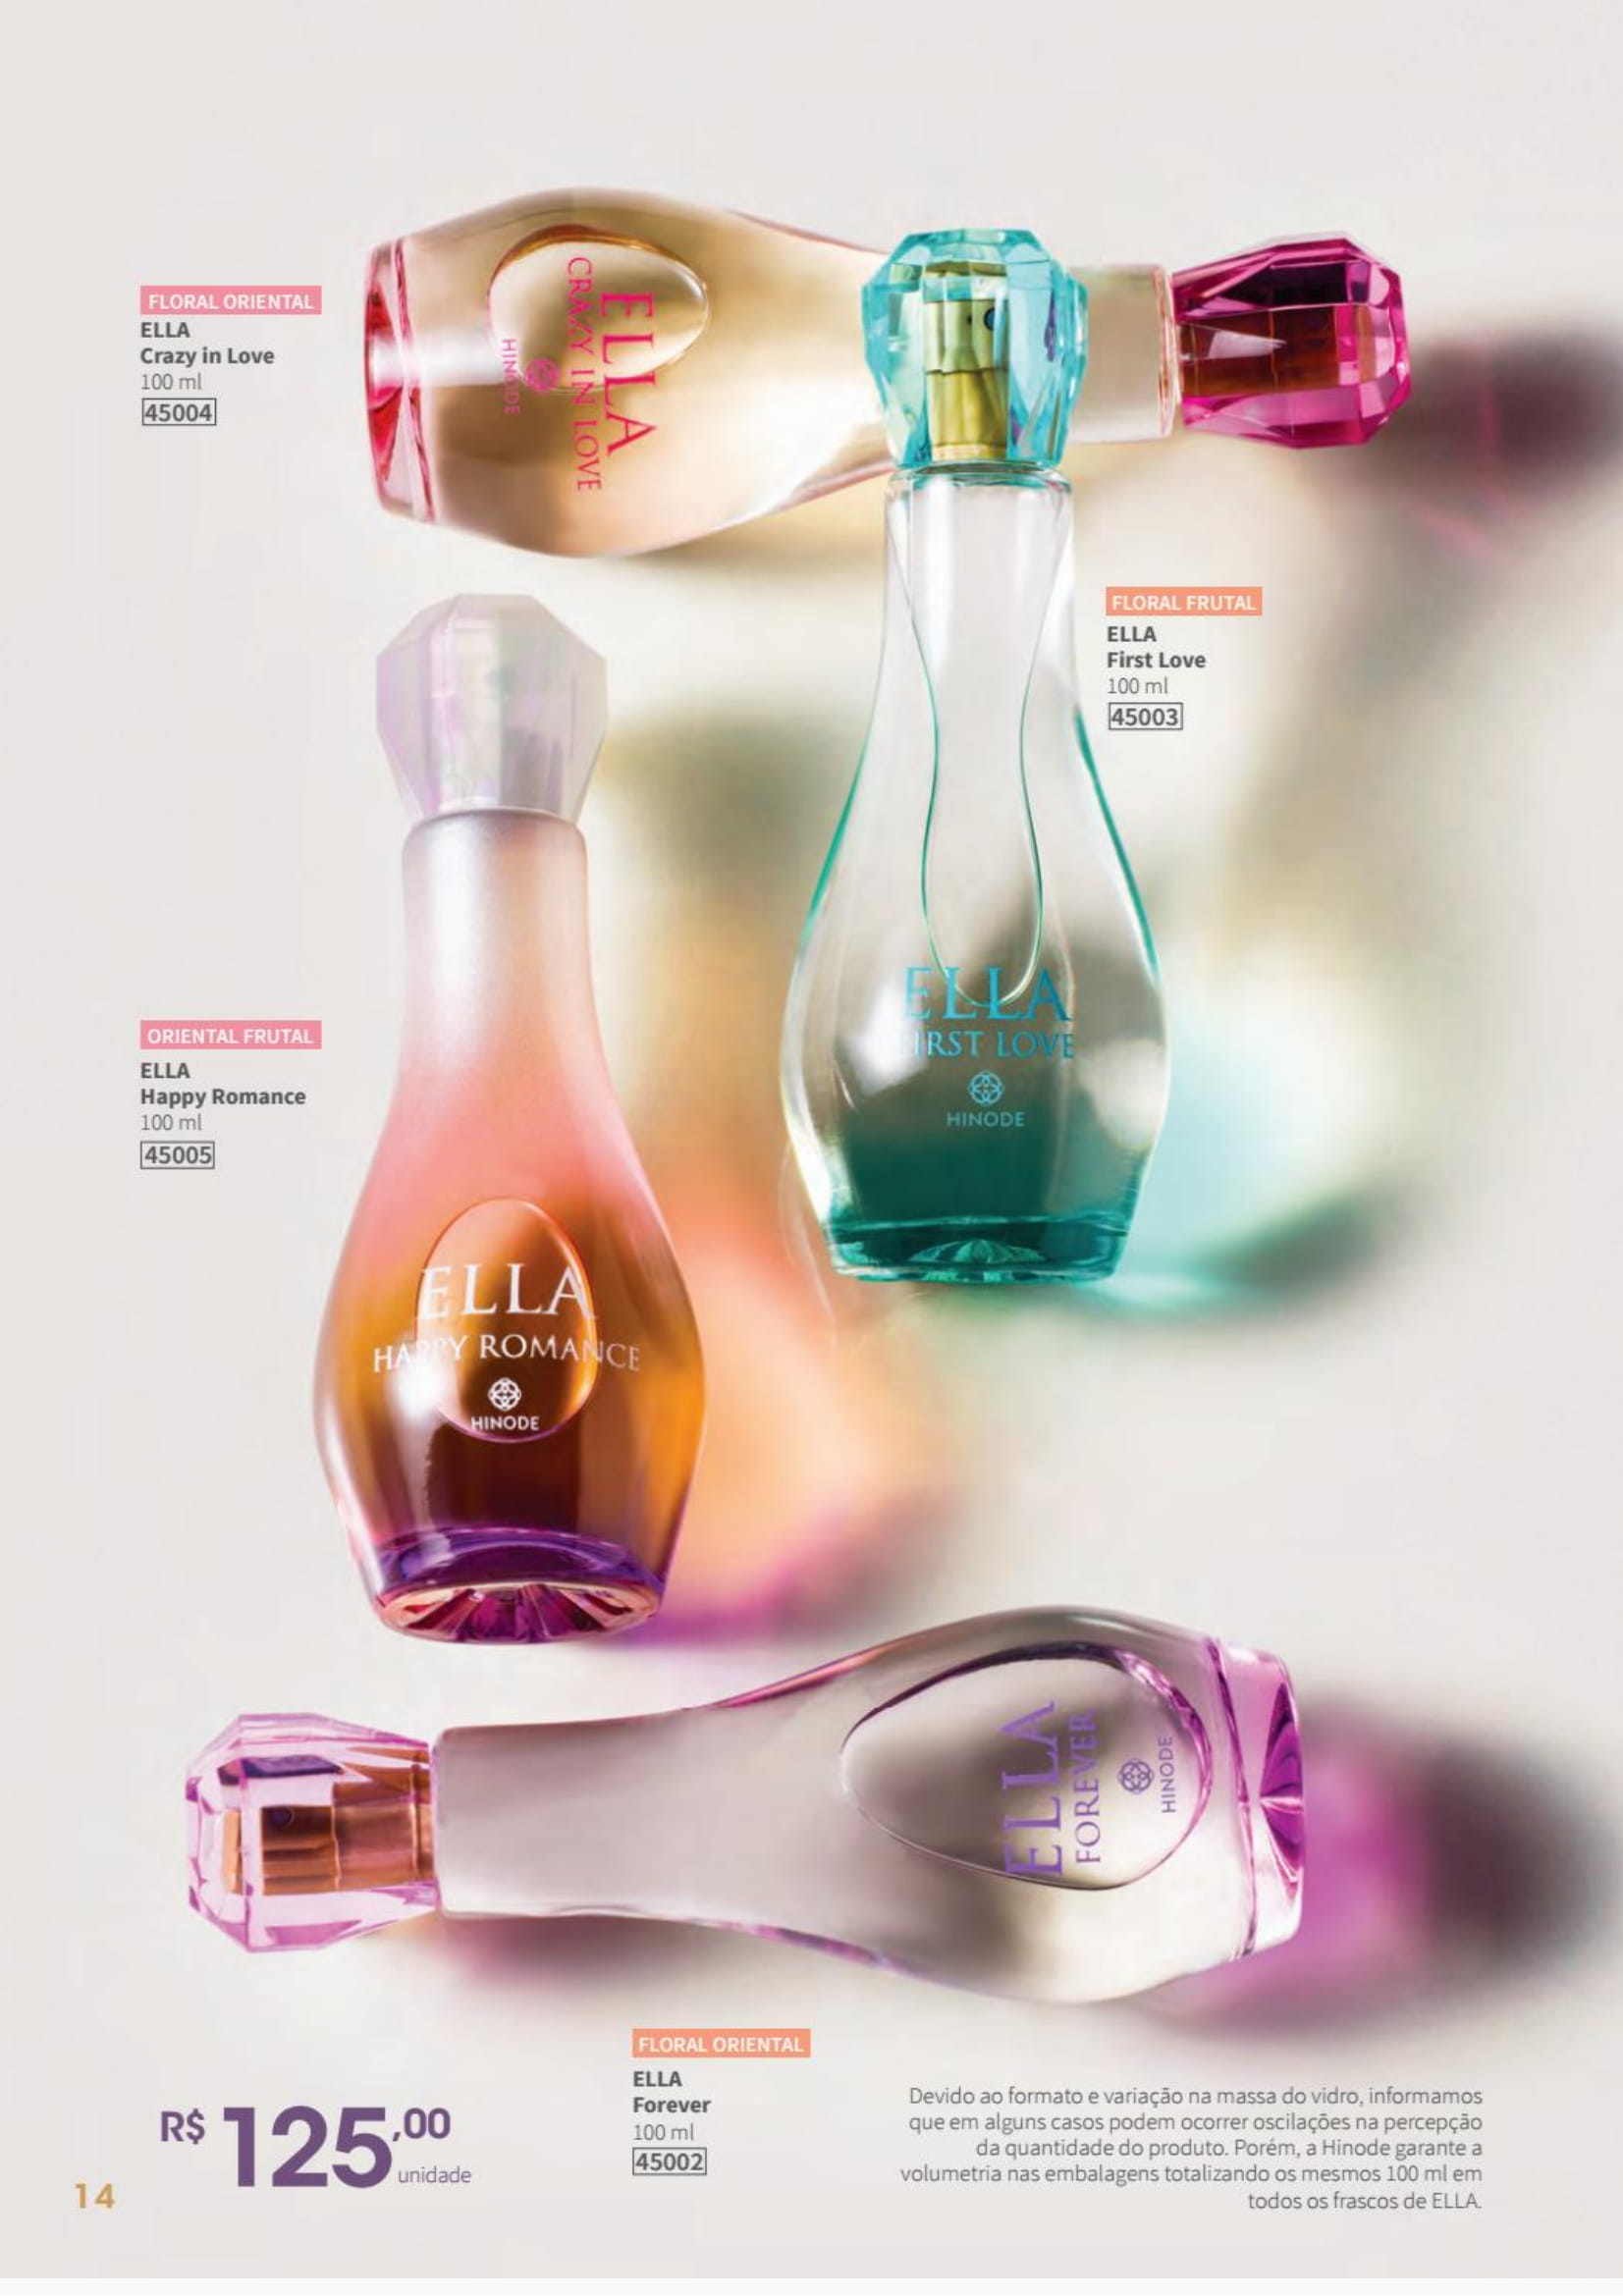 FLORAL ORIENTAL
ELLA
Crazy in Love
100 ml
45004
ELLA
CRAZY IN LOVE
HINODE
FLORAL FRUTAL
ELLA
First Love
100 ml
45003
ELLA
FIRST LOVE
HINODE
ORIENTAL FRUTAL
ELLA
Happy Romance
100 ml
45005
ELLA
HAPPY ROMANCE
HINODE
ELLA
FOREVER
HINODE
FLORAL ORIENTAL
ELLA
Forever
100 ml
45002
R$ 125,00
unidade
Devido ao formato e variação na massa do vidro, informamos
que em alguns casos podem ocorrer oscilações na percepção
da quantidade do produto. Porém, a Hinode garante a
volumetria nas embalagens totalizando os mesmos 100 ml em
todos os frascos de ELLA.
14